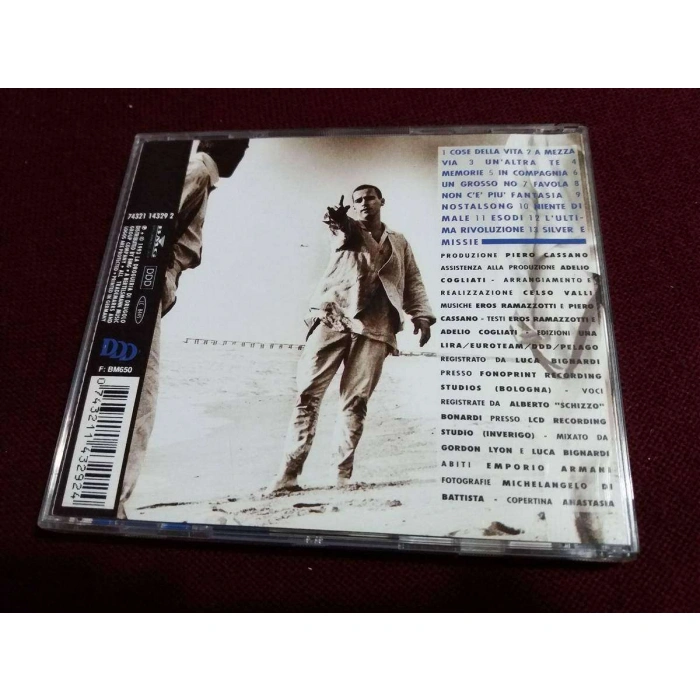 1 COSE DELLA VITA 2 A MEZZA
VIA 3 UN'ALTRA TE 4
MEMORIE 5 IN COMPAGNIA 6
UN GROSSO NO 7 FAVOLA 8
NON C'E' PIU' FANTASIA 9
NOSTALSONG 10 NIENTE DI
MALE 11 ESODI 12 L'ULTI-
MA RIVOLUZIONE 13 SILVER E
MISSIE
PRODUZIONE PIERO CASSANO
ASSISTENZA ALLA PRODUZIONE ADELIO
COGLIATI - ARRANGIAMENTO E
REALIZZAZIONE CELSO VALLI
MUSICHE EROS RAMAZZOTTI E PIERO
CASSANO - TESTI EROS RAMAZZOTTI E
ADELIO COGLIATI - EDIZIONI UNA
LIRA/EUROTEAM/DDD/PELAGO
REGISTRATO DA LUCA BIGNARDI
PRESSO FONOPRINT RECORDING
STUDIOS (BOLOGNA) - VOCI
REGISTRATE DA ALBERTO "SCHIZZO"
BONARDI PRESSO LCD RECORDING
STUDIO (INVERIGO) - MIXATO DA
GORDON LYON E LUCA BIGNARDI
ABITI EMPORIO ARMANI
FOTOGRAFIE MICHELANGELO DI
BATTISTA - COPERTINA ANASTASIA
74321 14329 2
BMG
DDD
DDD
F: BM650
0 743211 432924